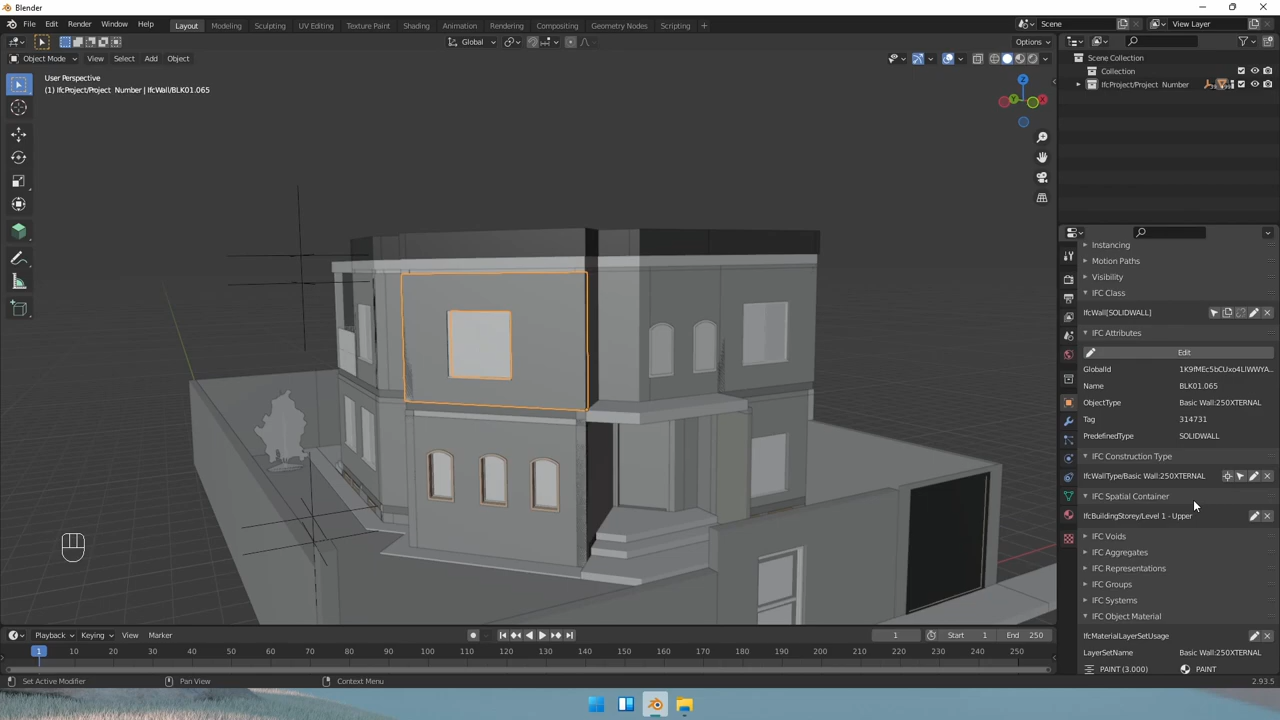 Blender
File Edit Render Window Help Layout Modeling Sculpting UV Editing Texture Paint Shading Animation Rendering Compositing Geometry Nodes Scripting + Scene View Layer
Global Options
Object Mode View Select Add Object
User Perspective
(1) IfcProject/Project Number | IfcWall/BLK01.065
Z
Y
X
Scene Collection
Collection
IfcProject/Project Number
Instancing
Motion Paths
Visibility
IFC Class
IfcWall[SOLIDWALL]
IFC Attributes
Edit
GlobalId 1K9fMEc5bCUxo4LIWWYA...
Name BLK01.065
ObjectType Basic Wall:250XTERNAL
Tag 314731
PredefinedType SOLIDWALL
IFC Construction Type
IfcWallType/Basic Wall:250XTERNAL
IFC Spatial Container
IfcBuildingStorey/Level 1 - Upper
IFC Voids
IFC Aggregates
IFC Representations
IFC Groups
IFC Systems
IFC Object Material
IfcMaterialLayerSetUsage
LayerSetName Basic Wall:250XTERNAL
PAINT (3.000) PAINT
Playback Keying View Marker 1 Start 1 End 250
1 10 20 30 40 50 60 70 80 90 100 110 120 130 140 150 160 170 180 190 200 210 220 230 240 250
Set Active Modifier Pan View Context Menu 2.93.5